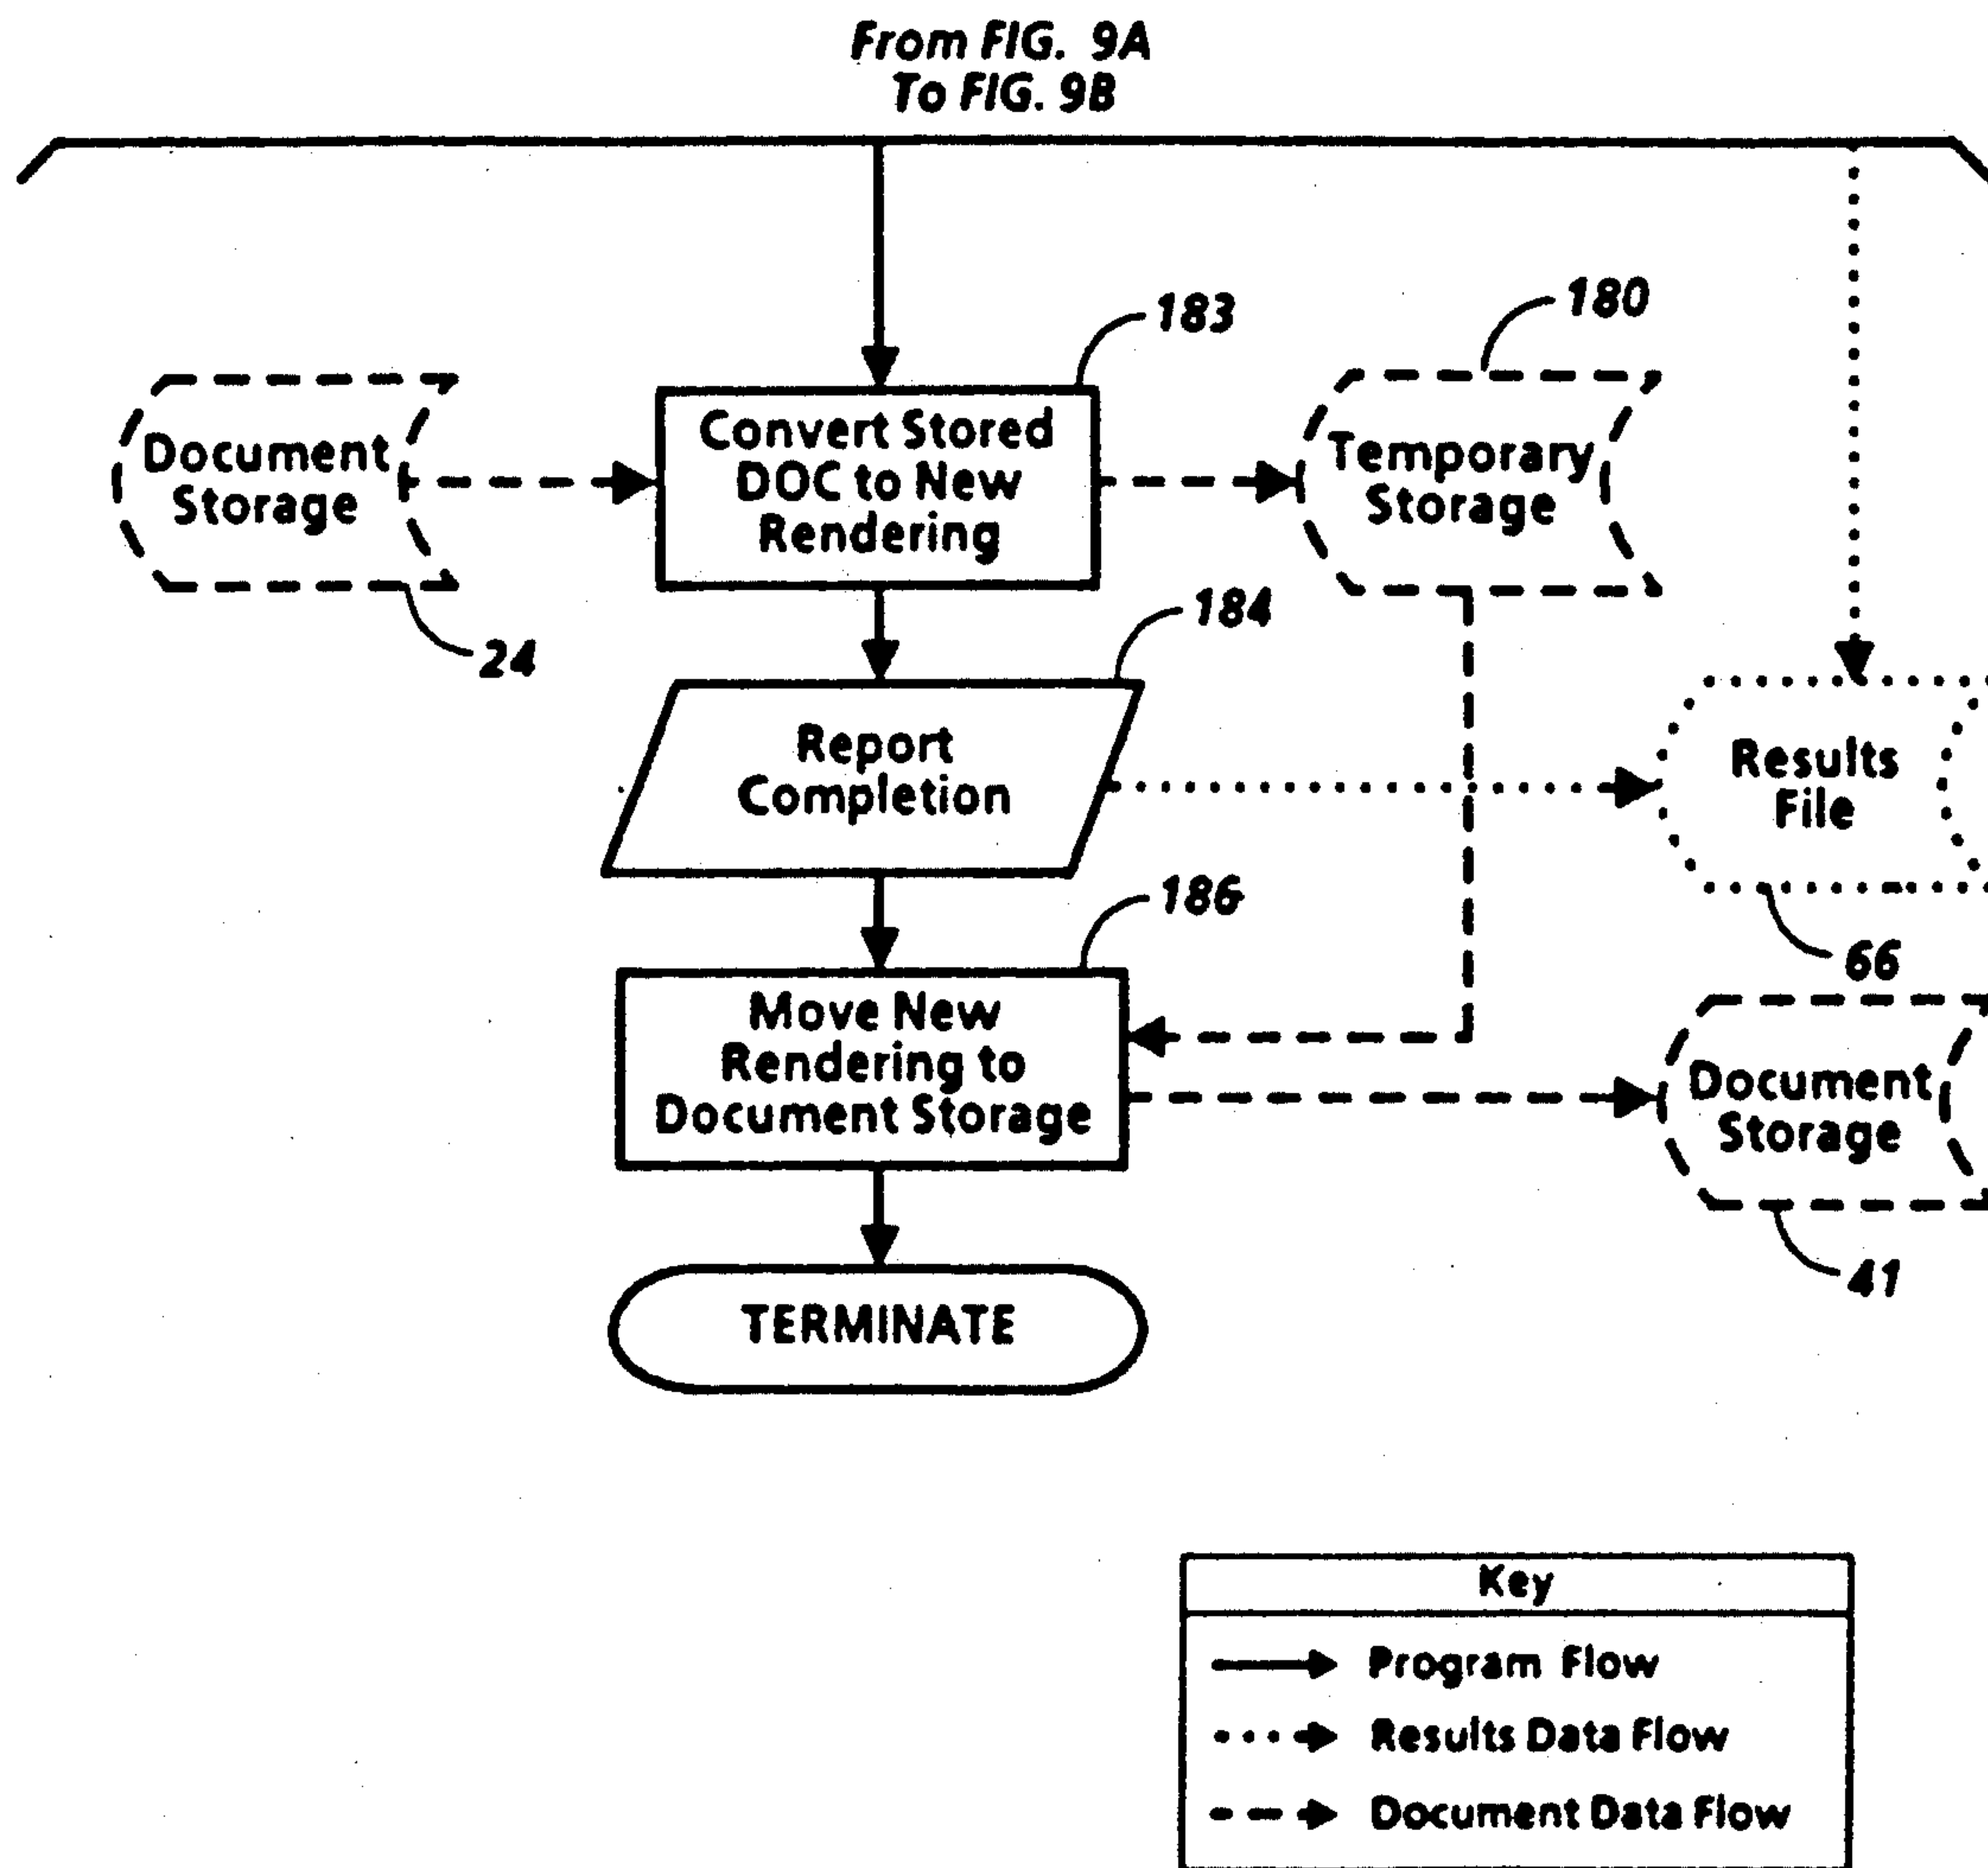 From FIG. 9A
To FIG. 9B
183
180
Convert Stored
DOC to New
Rendering
Document
Storage
Temporary
Storage
24
184
Report
Completion
Results
File
186
66
Move New
Rendering to
Document Storage
Document
Storage
41
TERMINATE
Key
Program Flow
Results Data Flow
Document Data Flow